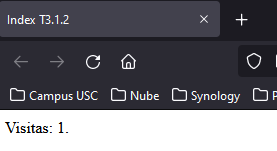 Index T3.1.2
Campus USC Nube Synology
Visitas: 1.